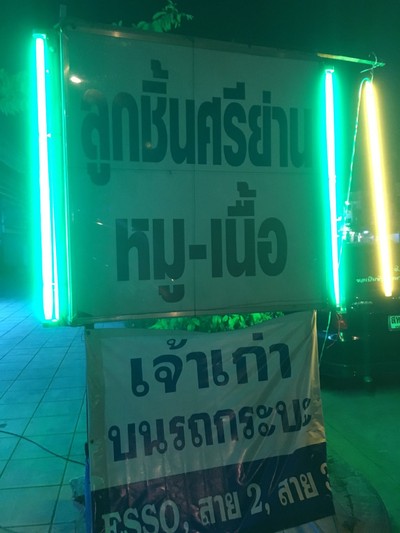 ลูกชิ้นศรีย่าน
หมู-เนื้อ
เจ้าเก่า
บนรถกระบะ
ESSO, สาย 2, สาย 3